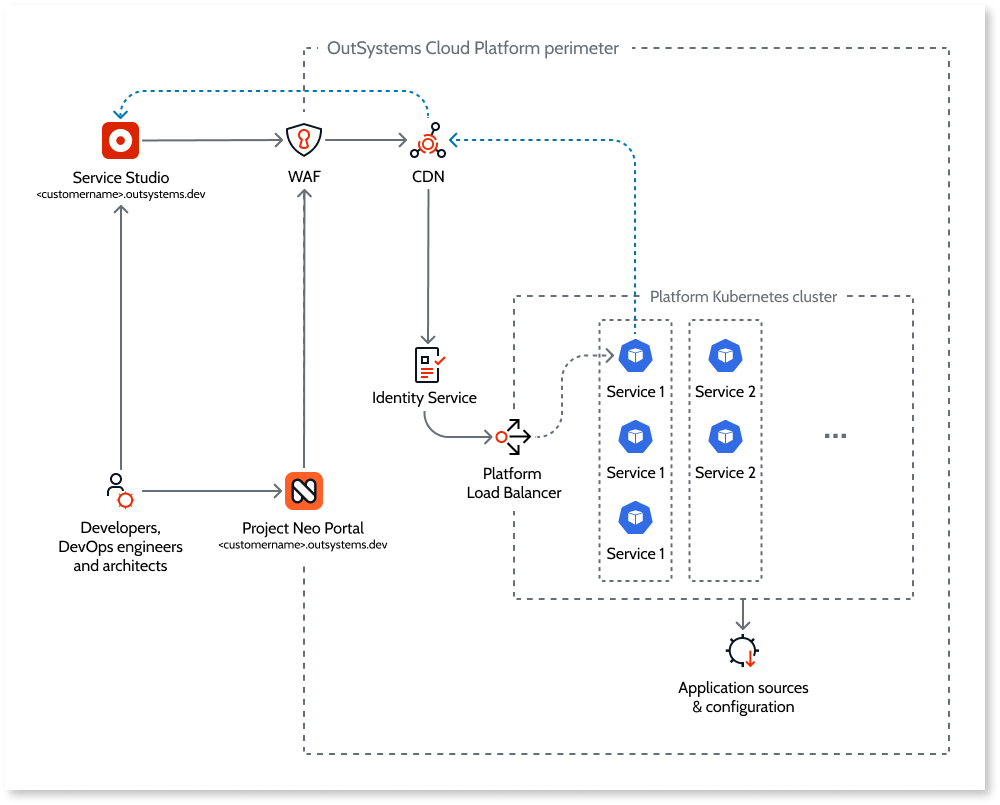 OutSystems Cloud Platform perimeter
Service Studio
<customername>.outsystems.dev
WAF
CDN
Platform Kubernetes cluster
Service 1
Service 2
Identity Service
Service 1
Service 2
Platform
Load Balancer
Service 1
Developers,
DevOps engineers
and architects
Project Neo Portal
<customername>.outsystems.dev
Application sources
& configuration